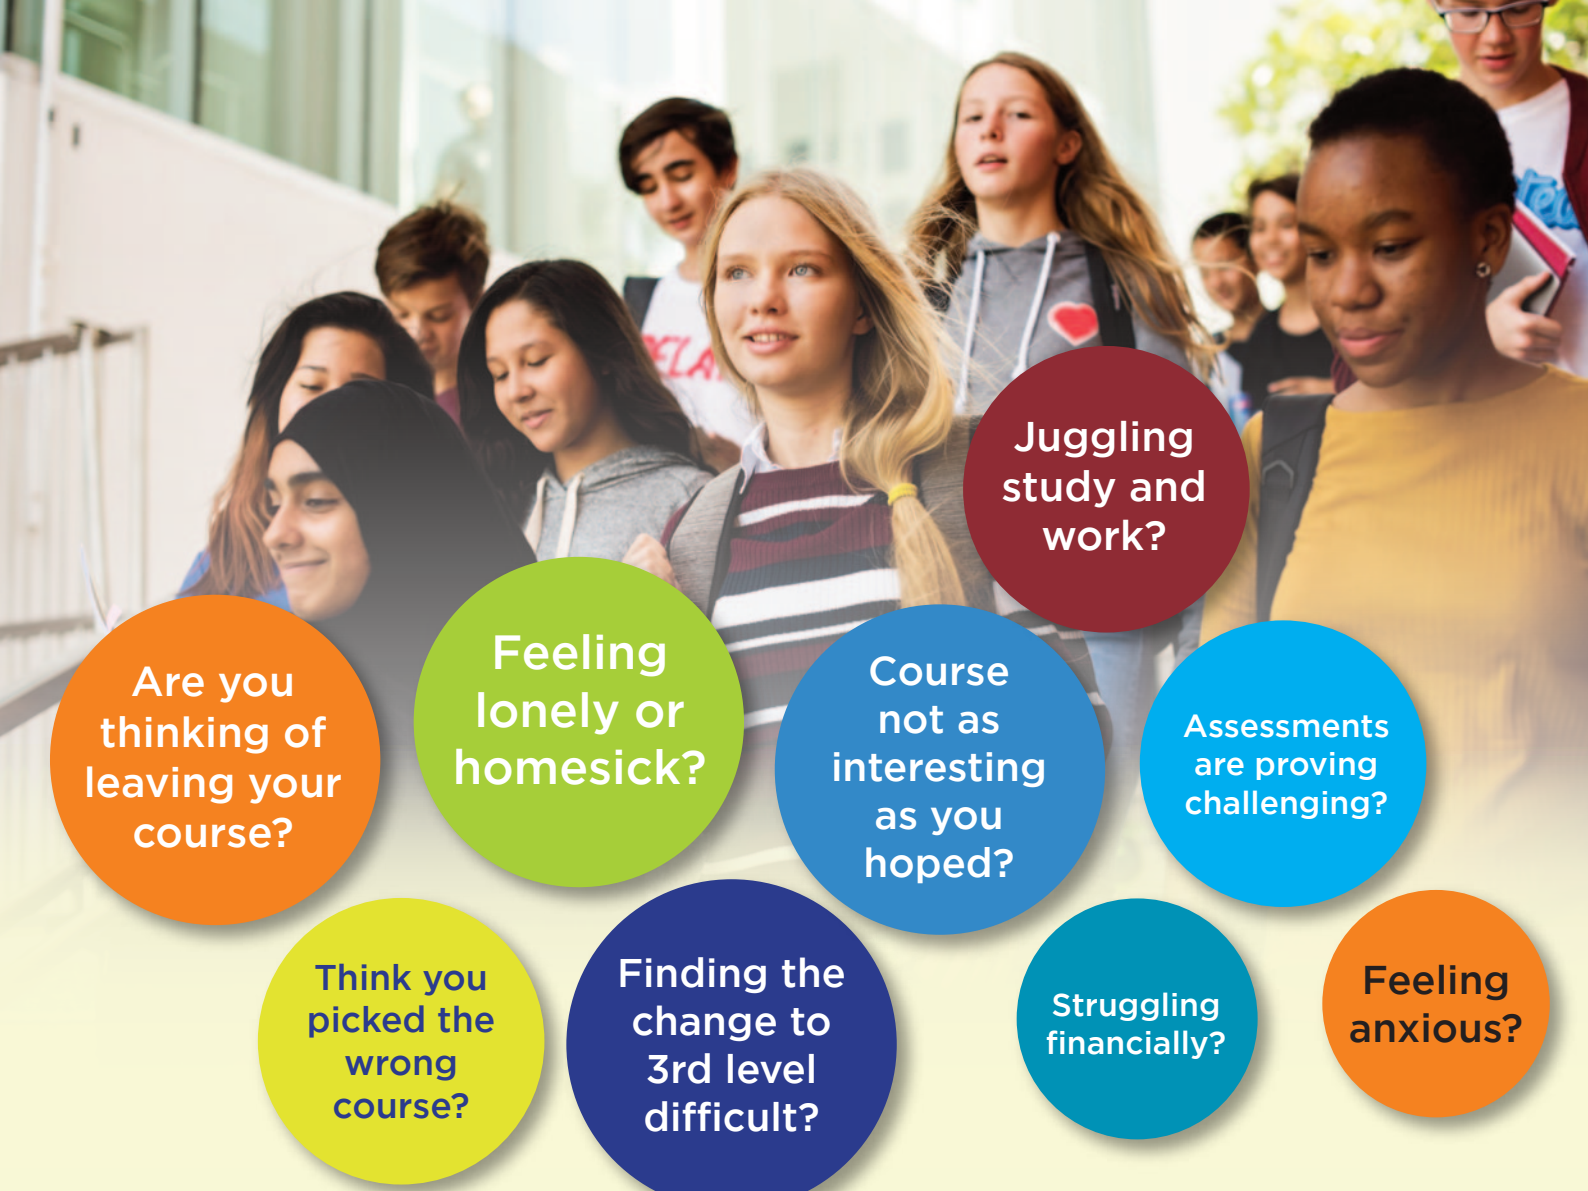 Juggling
study and
work?
Are you
thinking of
leaving your
course?
Feeling
lonely or
homesick?
Course
not as
interesting
as you
hoped?
Assessments
are proving
challenging?
Think you
picked the
wrong
course?
Finding the
change to
3rd level
difficult?
Struggling
financially?
Feeling
anxious?